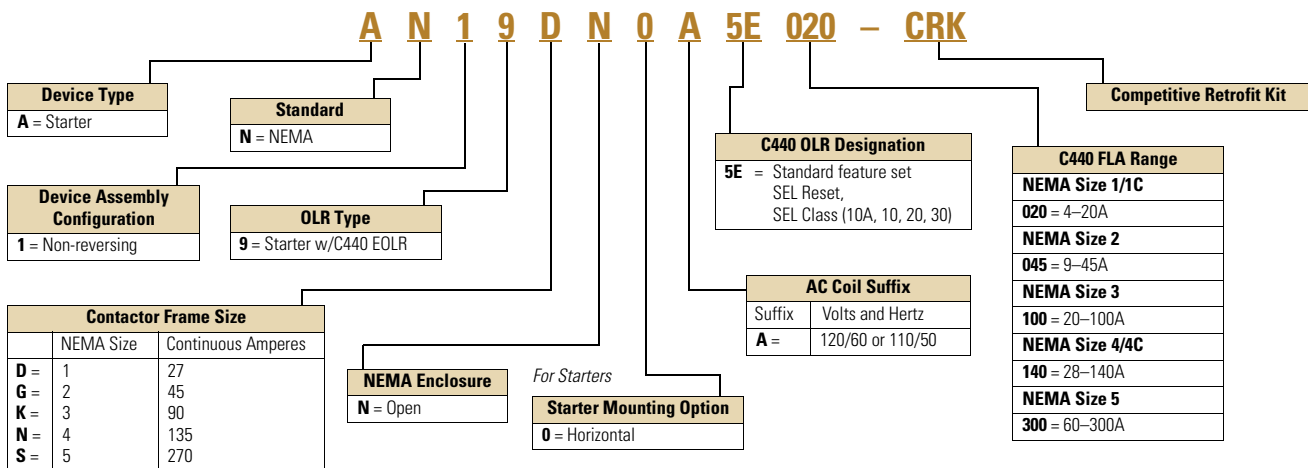 A N 1 9 D N 0 A 5E 020 – CRK
Device Type
A = Starter
Standard
N = NEMA
Competitive Retrofit Kit
C440 OLR Designation
5E = Standard feature set
SEL Reset,
SEL Class (10A, 10, 20, 30)
C440 FLA Range
NEMA Size 1/1C
020 = 4–20A
NEMA Size 2
045 = 9–45A
NEMA Size 3
100 = 20–100A
NEMA Size 4/4C
140 = 28–140A
NEMA Size 5
300 = 60–300A
Device Assembly
Configuration
1 = Non-reversing
OLR Type
9 = Starter w/C440 EOLR
AC Coil Suffix
Suffix Volts and Hertz
A = 120/60 or 110/50
Contactor Frame Size
NEMA Size Continuous Amperes
D = 1 27
G = 2 45
K = 3 90
N = 4 135
S = 5 270
NEMA Enclosure
N = Open
For Starters
Starter Mounting Option
0 = Horizontal